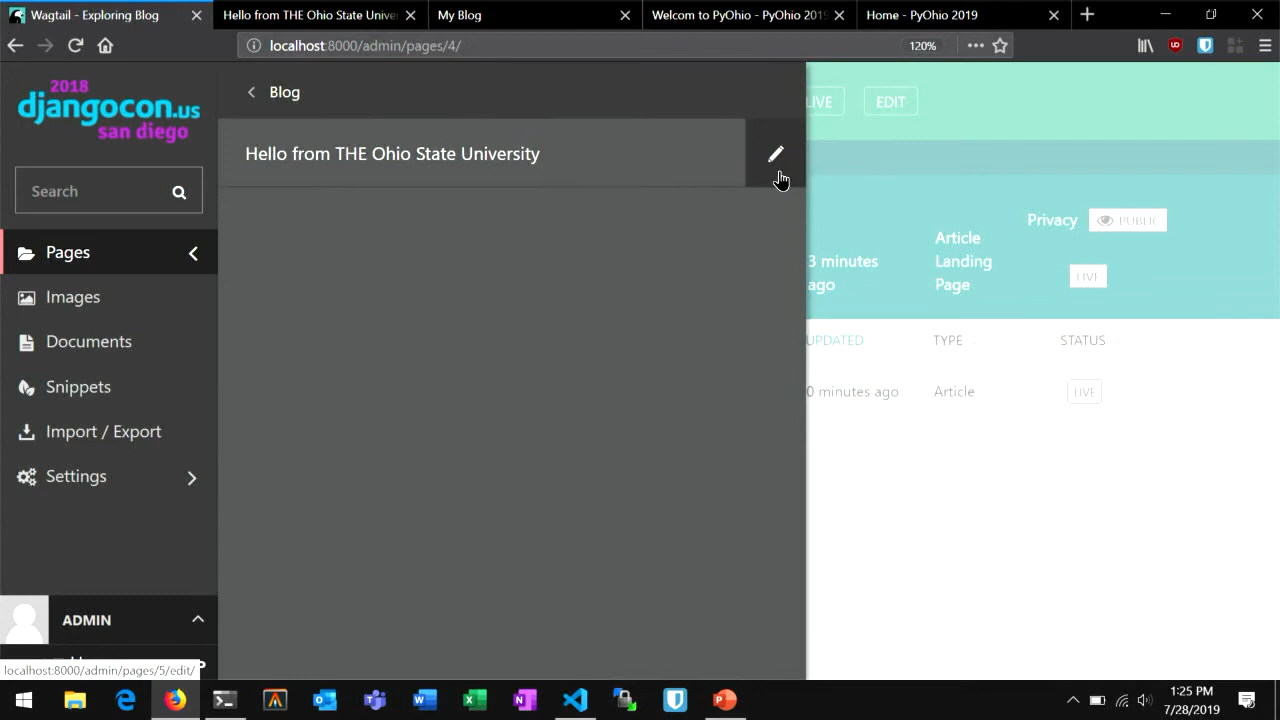 Wagtail - Exploring Blog
Hello from THE Ohio State Univer
My Blog
Welcom to PyOhio - PyOhio 2019
Home - PyOhio 2019
localhost:8000/admin/pages/4/
120%
2018
djangocon.us
san diego
Search
Pages
Images
Documents
Snippets
Import / Export
Settings
ADMIN
localhost:8000/admin/pages/5/edit/
Blog
Hello from THE Ohio State University
LIVE
EDIT
Privacy
PUBLIC
3 minutes
ago
Article
Landing
Page
LIVE
UPDATED
TYPE
STATUS
0 minutes ago
Article
LIVE
1:25 PM
7/28/2019